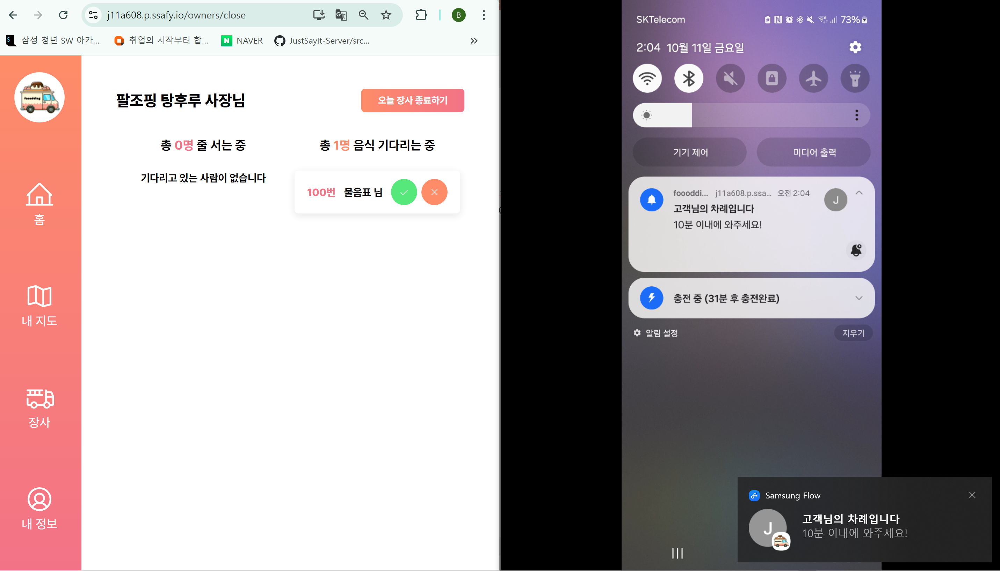 j11a608.p.ssafy.io/owners/close
B
삼성 청년 SW 아카...
취업의 시작부터 합...
NAVER
JustSayIt-Server/src...
foooodding
홈
내 지도
장사
내 정보
팔조핑 탕후루 사장님
오늘 장사 종료하기
총 0명 줄 서는 중
총 1명 음식 기다리는 중
기다리고 있는 사람이 없습니다
100번 물음표 님
SKTelecom
73%
2:04 10월 11일 금요일
기기 제어
미디어 출력
foooddi... j11a608.p.ssa... 오전 2:04
J
고객님의 차례입니다
10분 이내에 와주세요!
충전 중 (31분 후 충전완료)
알림 설정
지우기
Samsung Flow
J
고객님의 차례입니다
10분 이내에 와주세요!